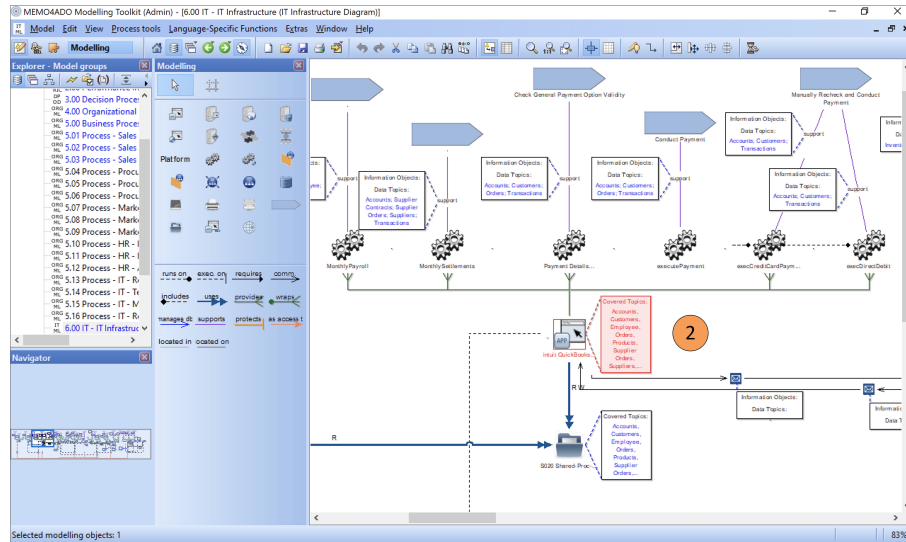 MEMO4ADO Modelling Toolkit (Admin) - [6.00 IT - IT Infrastructure (IT Infrastructure Diagram)]
Model Edit View Process tools Language-Specific Functions Extras Window Help
Modelling
Explorer - Model groups
3.00 Decision Proces
4.00 Organizational
5.00 Business Proces
5.01 Process - Sales
5.02 Process - Sales
5.03 Process - Sales
5.04 Process - Procu
5.05 Process - Procu
5.06 Process - Procu
5.07 Process - Marke
5.08 Process - Marke
5.09 Process - Marke
5.10 Process - HR - I
5.11 Process - HR - I
5.12 Process - HR - A
5.13 Process - IT - Re
5.14 Process - IT - Te
5.15 Process - IT - M
5.16 Process - IT - Re
6.00 IT - IT Infrastruc
Navigator
Modelling
Platform
runs on exec. on requires comm.
includes uses provides wraps
manages db supports protects as access t
located in ocated on
Check General Payment Option Validity
Manually Recheck and Conduct
Payment
Conduct Payment
Information Objects:
Data Topics:
Accounts; Customers;
Transactions
support
Information Objects:
Data Topics:
Accounts; Supplier
Contracts; Supplier
Orders; Suppliers;
Transactions
support
Information Objects:
Data Topics:
Accounts; Customers;
Orders; Transactions
support
Information Objects:
Data Topics:
Accounts; Customers;
Orders; Transactions
support
Information Objects:
Data Topics:
Accounts; Customers;
Transactions
support
support
MonthlyPayroll
MonthlySettlements
Payment Details...
executePayment
execCreditCardPaym...
execDirectDebit
APP
intuit QuickBooks...
Covered Topics:
Accounts,
Customers,
Employee,
Orders,
Products,
Supplier
Orders,
Suppliers,...
2
R W
Information Objects:
Data Topics:
R
S020 Shared-Proc...
Covered Topics:
Accounts,
Customers,
Employee,
Orders,
Products,
Supplier
Orders,...
Selected modelling objects: 1
83%